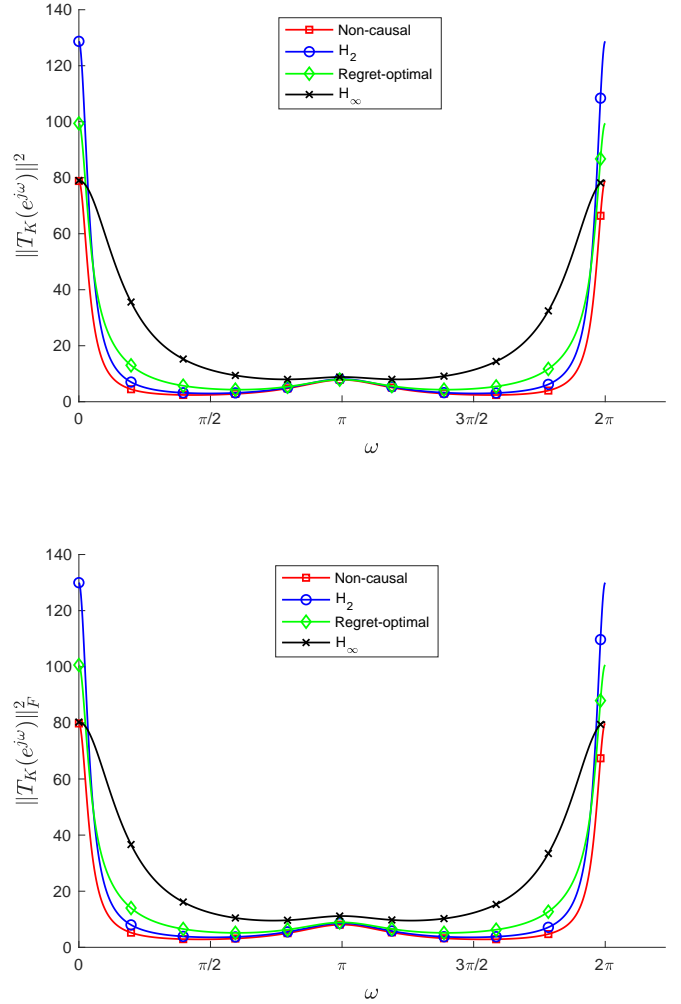 140
120
100
80
60
40
20
0
||T_K(e^{jω})||^2
Non-causal
H_2
Regret-optimal
H_∞
0 π/2 π 3π/2 2π
ω
140
120
100
80
60
40
20
0
||T_K(e^{jω})||_F^2
Non-causal
H_2
Regret-optimal
H_∞
0 π/2 π 3π/2 2π
ω